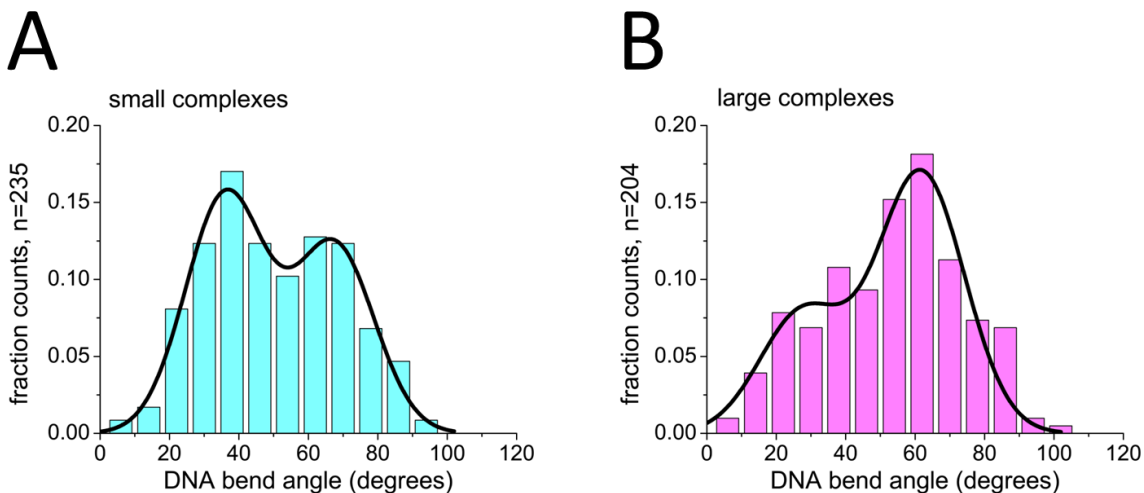 A
small complexes
fraction counts, n=235
0.20
0.15
0.10
0.05
0.00
0 20 40 60 80 100 120
DNA bend angle (degrees)
B
large complexes
fraction counts, n=204
0.20
0.15
0.10
0.05
0.00
0 20 40 60 80 100 120
DNA bend angle (degrees)